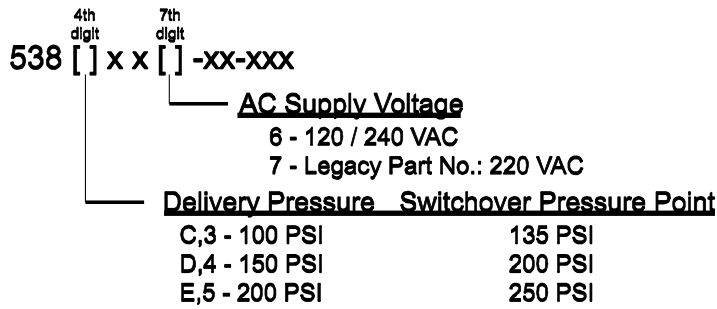 4th 7th
digit digit
538 [ ] x x [ ] -xx-xxx
AC Supply Voltage
6 - 120 / 240 VAC
7 - Legacy Part No.: 220 VAC
Delivery Pressure Switchover Pressure Point
C,3 - 100 PSI 135 PSI
D,4 - 150 PSI 200 PSI
E,5 - 200 PSI 250 PSI